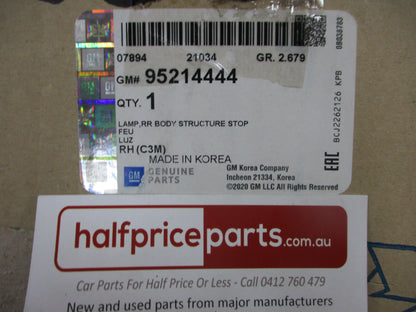 07894 21034 GR. 2.679
GM# 95214444
QTY. 1
LAMP,RR BODY STRUCTURE STOP
FEU
LUZ
RH (C3M)
MADE IN KOREA
GM GENUINE PARTS
GM Korea Company
Incheon 21334, Korea
©2020 GM LLC All Rights Reserved
BCJ2262126 KPB
EAC
halfpriceparts.com.au
Car Parts For Half Price Or Less - Call 0412 760 479
New and used parts from major manufacturers